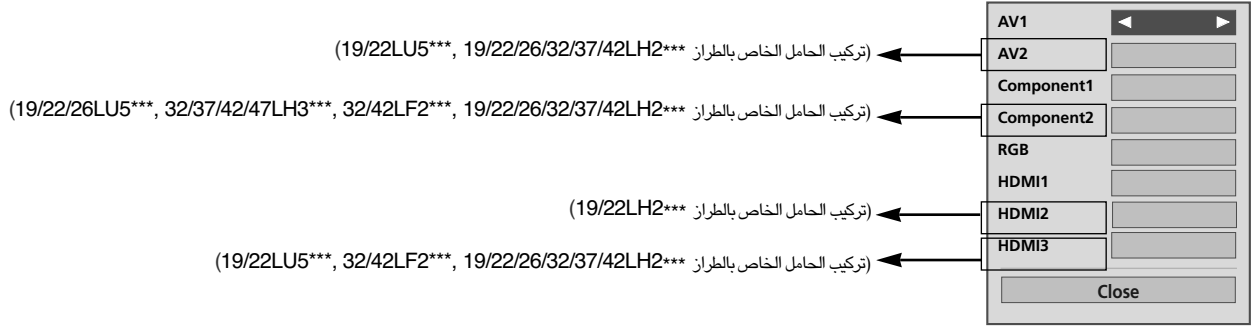 AV1
AV2
(تركيب الحامل الخاص بالطراز 19/22LU5***, 19/22/26/32/37/42LH2***)
Component1
Component2
(تركيب الحامل الخاص بالطراز 19/22/26LU5***, 32/37/42/47LH3***, 32/42LF2***, 19/22/26/32/37/42LH2***)
RGB
HDMI1
HDMI2
(تركيب الحامل الخاص بالطراز 19/22LH2***)
HDMI3
(تركيب الحامل الخاص بالطراز 19/22LU5***, 32/42LF2***, 19/22/26/32/37/42LH2***)
Close